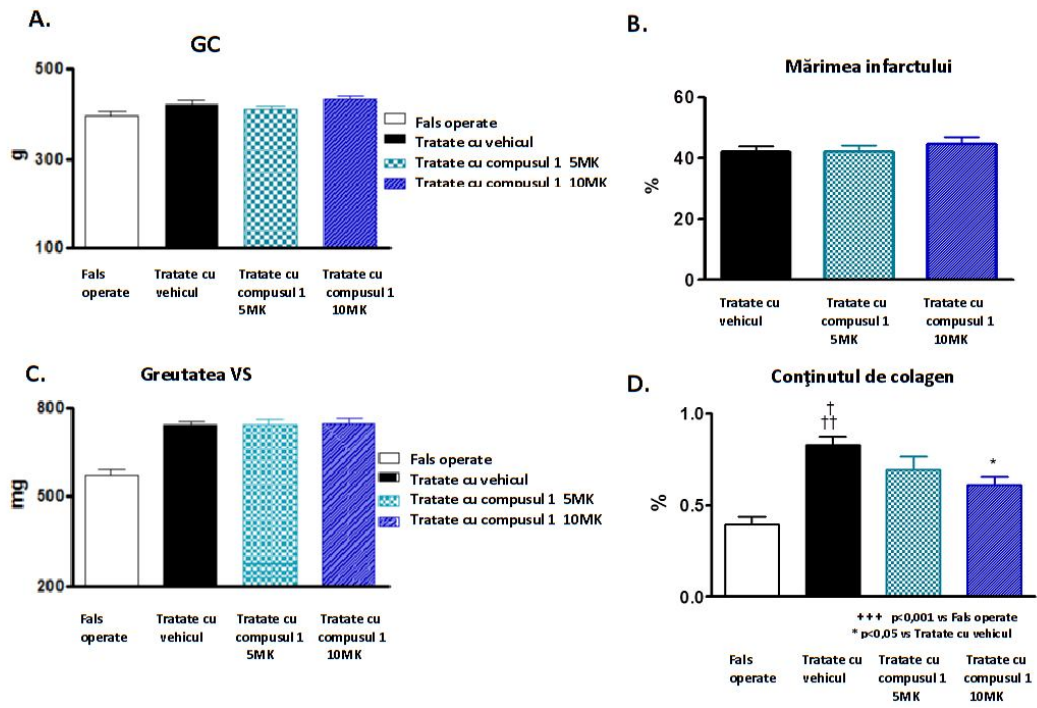 A.
GC
500
300
100
g
Fals
operate
Tratate cu
vehicul
Tratate cu
compusul 1
5MK
Tratate cu
compusul 1
10MK
Fals operate
Tratate cu vehicul
Tratate cu compusul 1 5MK
Tratate cu compusul 1 10MK
B.
Mărimea infarctului
60
40
20
0
%
Tratate cu
vehicul
Tratate cu
compusul 1
5MK
Tratate cu
compusul 1
10MK
C.
Greutatea VS
800
500
200
mg
Fals
operate
Tratate cu
vehicul
Tratate cu
compusul 1
5MK
Tratate cu
compusul 1
10MK
Fals operate
Tratate cu vehicul
Tratate cu compusul 1 5MK
Tratate cu compusul 1 10MK
D.
Conţinutul de colagen
1.0
0.5
0.0
%
†
††
*
+++ p<0,001 vs Fals operate
* p<0,05 vs Tratate cu vehicul
Fals
operate
Tratate cu
vehicul
Tratate cu
compusul 1
5MK
Tratate cu
compusul 1
10MK